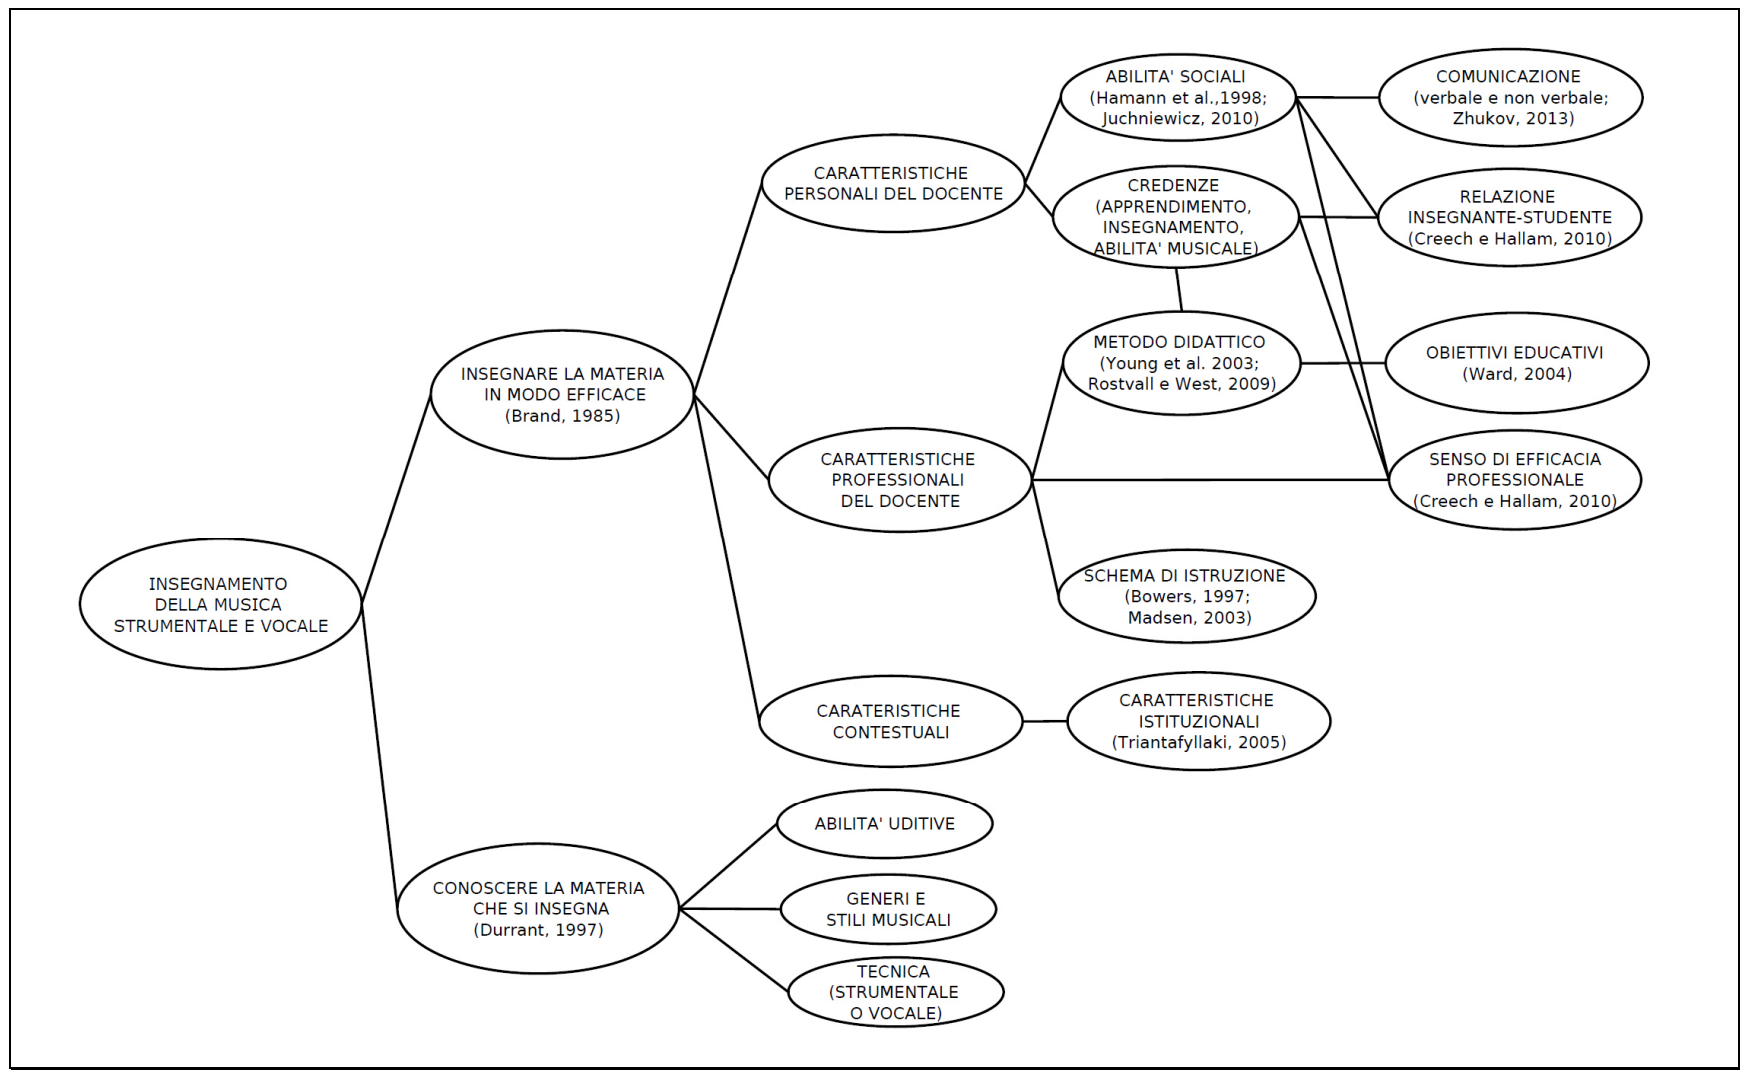 ABILITA' SOCIALI
(Hamann et al.,1998;
Juchniewicz, 2010)
COMUNICAZIONE
(verbale e non verbale;
Zhukov, 2013)
CARATTERISTICHE
PERSONALI DEL DOCENTE
CREDENZE
(APPRENDIMENTO,
INSEGNAMENTO,
ABILITA' MUSICALE)
RELAZIONE
INSEGNANTE-STUDENTE
(Creech e Hallam, 2010)
INSEGNARE LA MATERIA
IN MODO EFFICACE
(Brand, 1985)
METODO DIDATTICO
(Young et al. 2003;
Rostvall e West, 2009)
OBIETTIVI EDUCATIVI
(Ward, 2004)
CARATTERISTICHE
PROFESSIONALI
DEL DOCENTE
SENSO DI EFFICACIA
PROFESSIONALE
(Creech e Hallam, 2010)
INSEGNAMENTO
DELLA MUSICA
STRUMENTALE E VOCALE
SCHEMA DI ISTRUZIONE
(Bowers, 1997;
Madsen, 2003)
CARATERISTICHE
CONTESTUALI
CARATTERISTICHE
ISTITUZIONALI
(Triantafyllaki, 2005)
ABILITA' UDITIVE
CONOSCERE LA MATERIA
CHE SI INSEGNA
(Durrant, 1997)
GENERI E
STILI MUSICALI
TECNICA
(STRUMENTALE
O VOCALE)